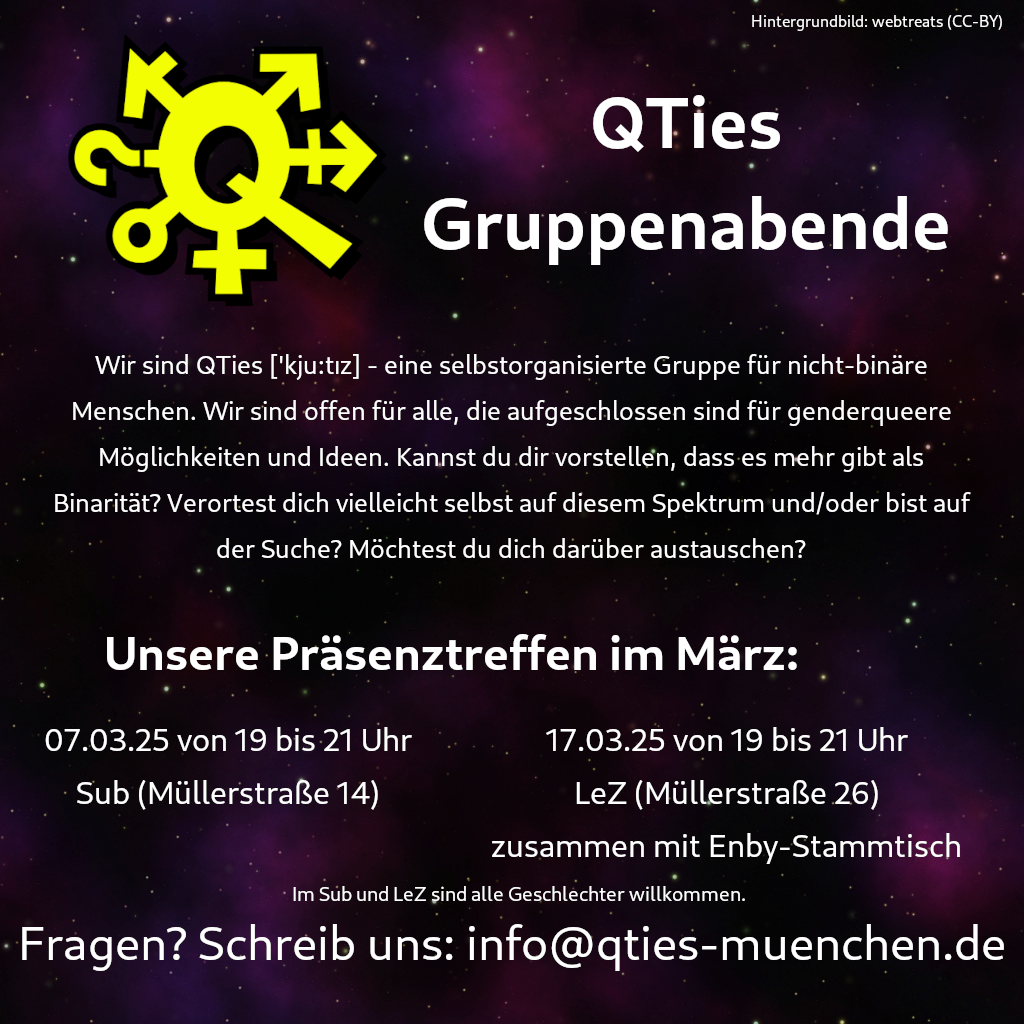 Hintergrundbild: webtreats (CC-BY)
QTies
Gruppenabende
Wir sind QTies ['kju:tɪz] - eine selbstorganisierte Gruppe für nicht-binäre
Menschen. Wir sind offen für alle, die aufgeschlossen sind für genderqueere
Möglichkeiten und Ideen. Kannst du dir vorstellen, dass es mehr gibt als
Binarität? Verortest dich vielleicht selbst auf diesem Spektrum und/oder bist auf
der Suche? Möchtest du dich darüber austauschen?
Unsere Präsenztreffen im März:
07.03.25 von 19 bis 21 Uhr
Sub (Müllerstraße 14)
17.03.25 von 19 bis 21 Uhr
LeZ (Müllerstraße 26)
zusammen mit Enby-Stammtisch
Im Sub und LeZ sind alle Geschlechter willkommen.
Fragen? Schreib uns: info@qties-muenchen.de